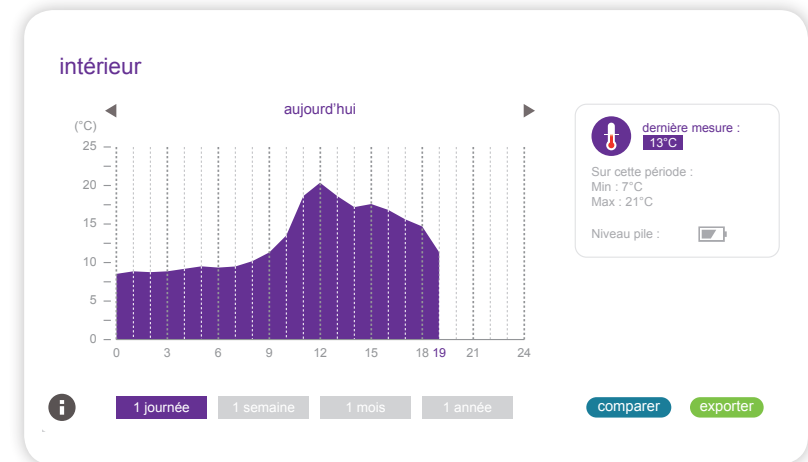 intérieur
aujourd'hui
(°C)
25
20
15
10
5
0
0 3 6 9 12 15 18 19 21 24
dernière mesure :
13°C
Sur cette période :
Min : 7°C
Max : 21°C
Niveau pile :
i
1 journée 1 semaine 1 mois 1 année
comparer exporter